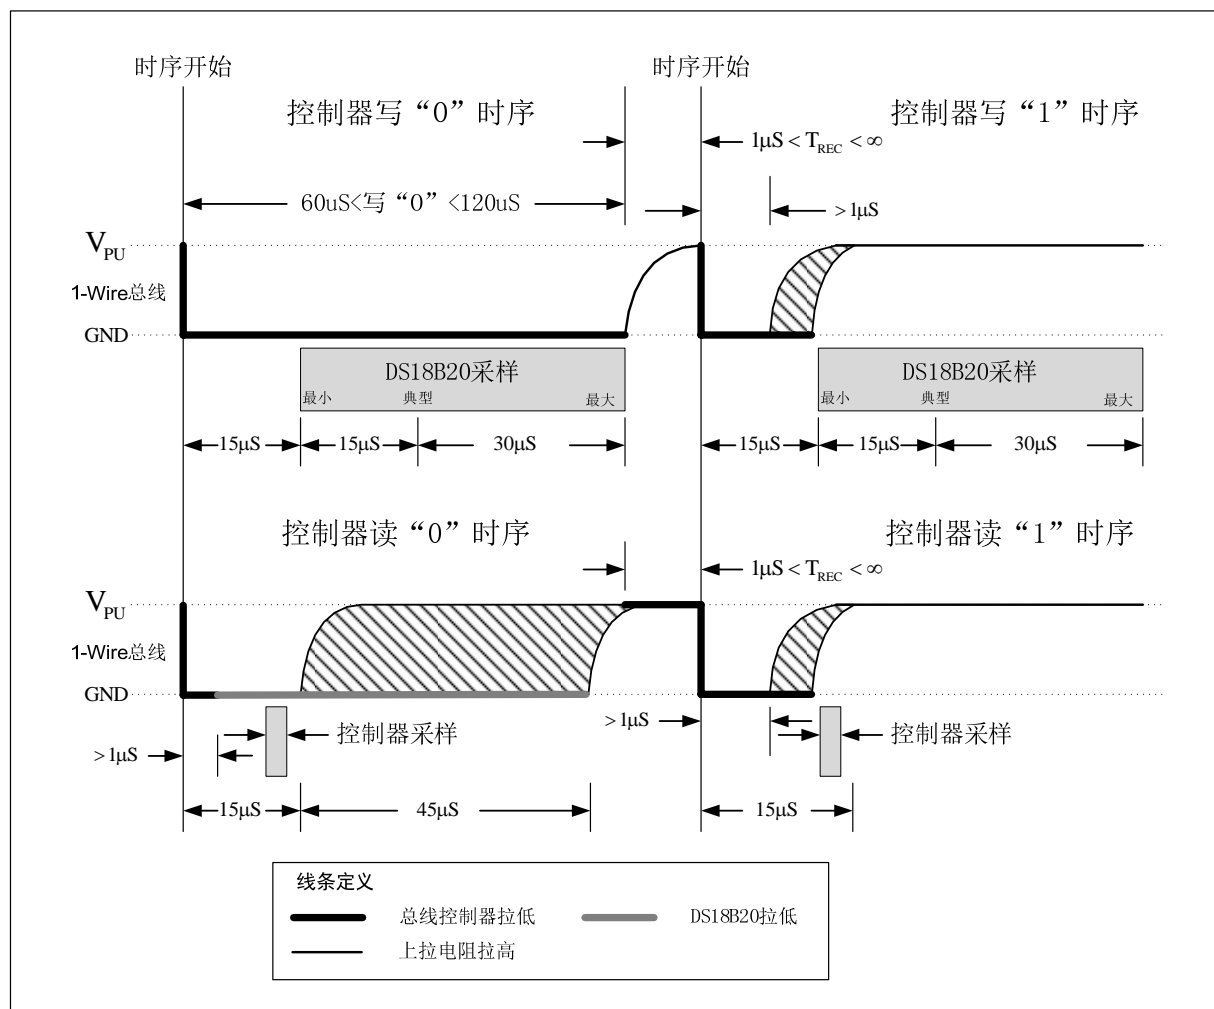 时序开始 时序开始
控制器写“0”时序 控制器写“1”时序
1μS < T_REC < ∞
60uS<写“0”<120uS >1μS
V_PU
1-Wire总线
GND
DS18B20采样 DS18B20采样
最小 典型 最大 最小 典型 最大
15μS 15μS 30μS 15μS 15μS 30μS
控制器读“0”时序 控制器读“1”时序
1μS < T_REC < ∞
V_PU
1-Wire总线
GND
>1μS
控制器采样 控制器采样
>1μS
15μS 45μS 15μS
线条定义
总线控制器拉低 DS18B20拉低
上拉电阻拉高